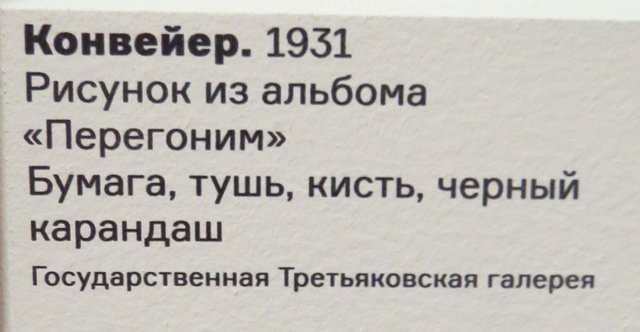 Конвейер. 1931
Рисунок из альбома
«Перегоним»
Бумага, тушь, кисть, черный
карандаш
Государственная Третьяковская галерея